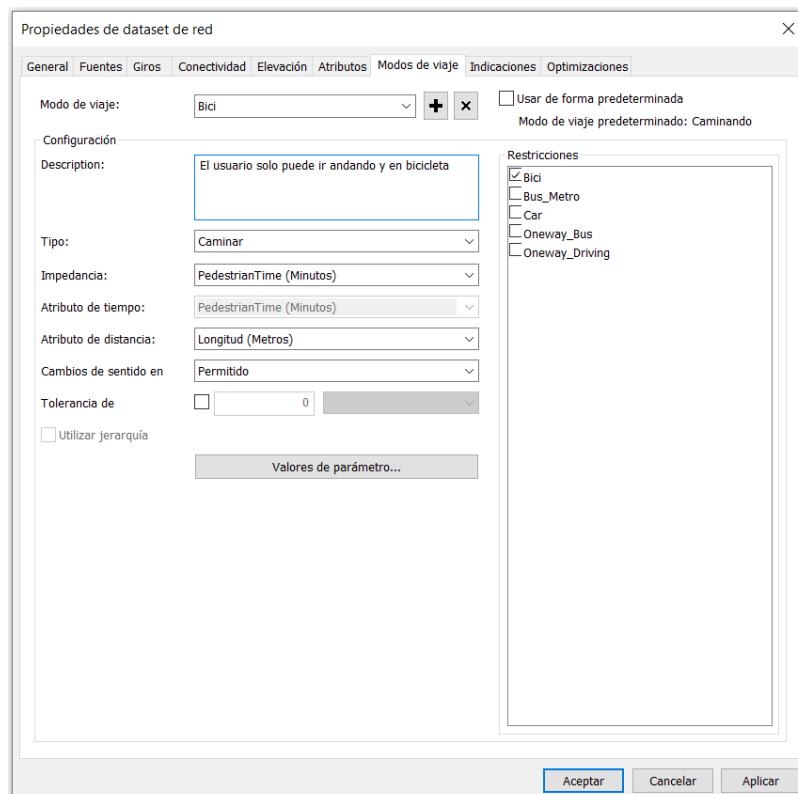 Propiedades de dataset de red
General Fuentes Giros Conectividad Elevación Atributos Modos de viaje Indicaciones Optimizaciones
Modo de viaje: Bici
Usar de forma predeterminada
Modo de viaje predeterminado: Caminando
Configuración
Description: El usuario solo puede ir andando y en bicicleta
Tipo: Caminar
Impedancia: PedestrianTime (Minutos)
Atributo de tiempo: PedestrianTime (Minutos)
Atributo de distancia: Longitud (Metros)
Cambios de sentido en Permitido
Tolerancia de 0
Utilizar jerarquía
Valores de parámetro...
Restricciones
Bici
Bus_Metro
Car
Oneway_Bus
Oneway_Driving
Aceptar Cancelar Aplicar